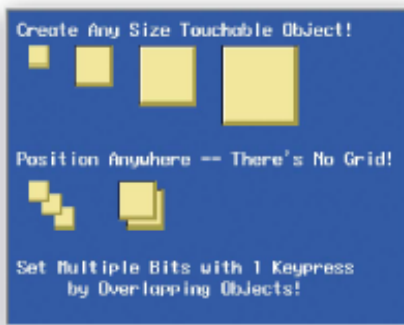 Create Any Size Touchable Object!
Position Anywhere -- There's No Grid!
Set Multiple Bits with 1 Keypress
by Overlapping Objects!